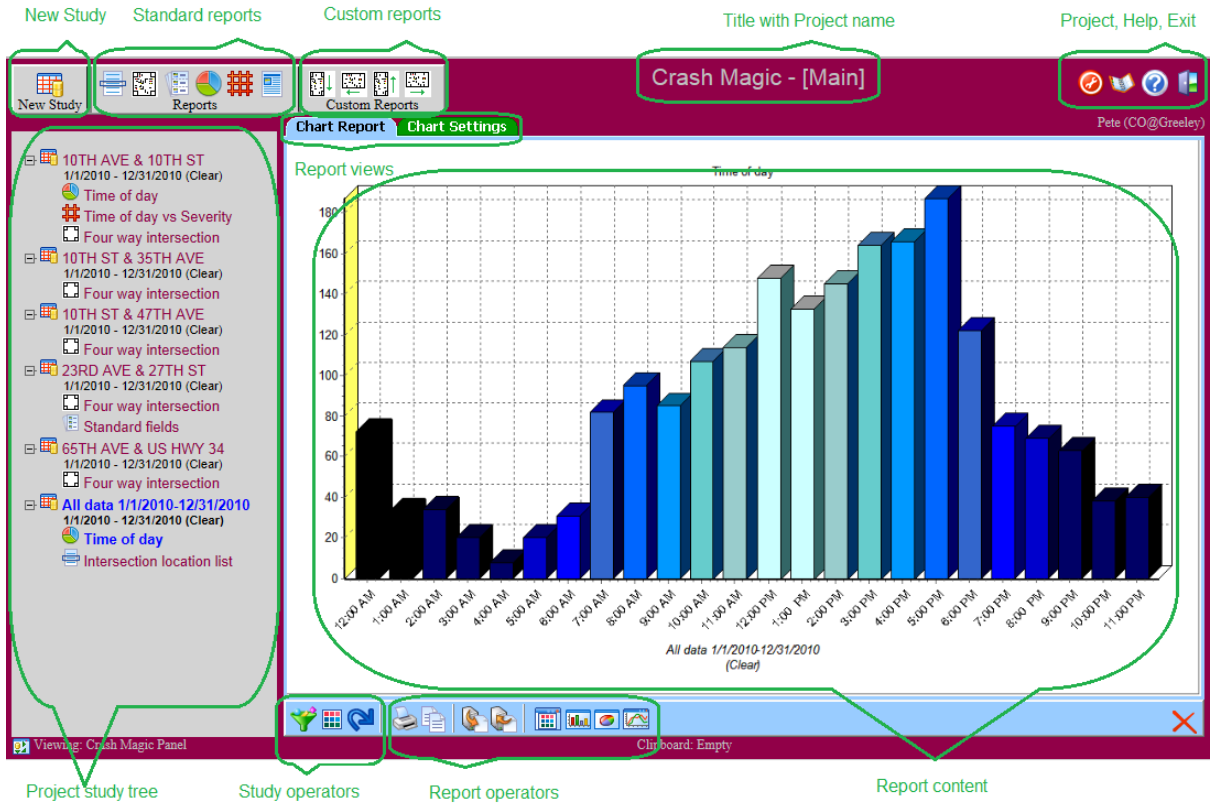 New Study
Standard reports
Custom reports
Title with Project name
Project, Help, Exit
New Study
Reports
Custom Reports
Crash Magic - [Main]
Pete (CO@Greeley)
Chart Report
Chart Settings
10TH AVE & 10TH ST
1/1/2010 - 12/31/2010 (Clear)
Time of day
Time of day vs Severity
Four way intersection
10TH ST & 35TH AVE
1/1/2010 - 12/31/2010 (Clear)
Four way intersection
10TH ST & 47TH AVE
1/1/2010 - 12/31/2010 (Clear)
Four way intersection
23RD AVE & 27TH ST
1/1/2010 - 12/31/2010 (Clear)
Four way intersection
Standard fields
65TH AVE & US HWY 34
1/1/2010 - 12/31/2010 (Clear)
Four way intersection
All data 1/1/2010-12/31/2010
1/1/2010 - 12/31/2010 (Clear)
Time of day
Intersection location list
Report views
Time of day
180
160
140
120
100
80
60
40
20
0
12:00 AM
1:00 AM
2:00 AM
3:00 AM
4:00 AM
5:00 AM
6:00 AM
7:00 AM
8:00 AM
9:00 AM
10:00 AM
11:00 AM
12:00 PM
1:00 PM
2:00 PM
3:00 PM
4:00 PM
5:00 PM
6:00 PM
7:00 PM
8:00 PM
9:00 PM
10:00 PM
11:00 PM
All data 1/1/2010-12/31/2010
(Clear)
Viewing: Crash Magic Panel
Clipboard: Empty
Project study tree
Study operators
Report operators
Report content